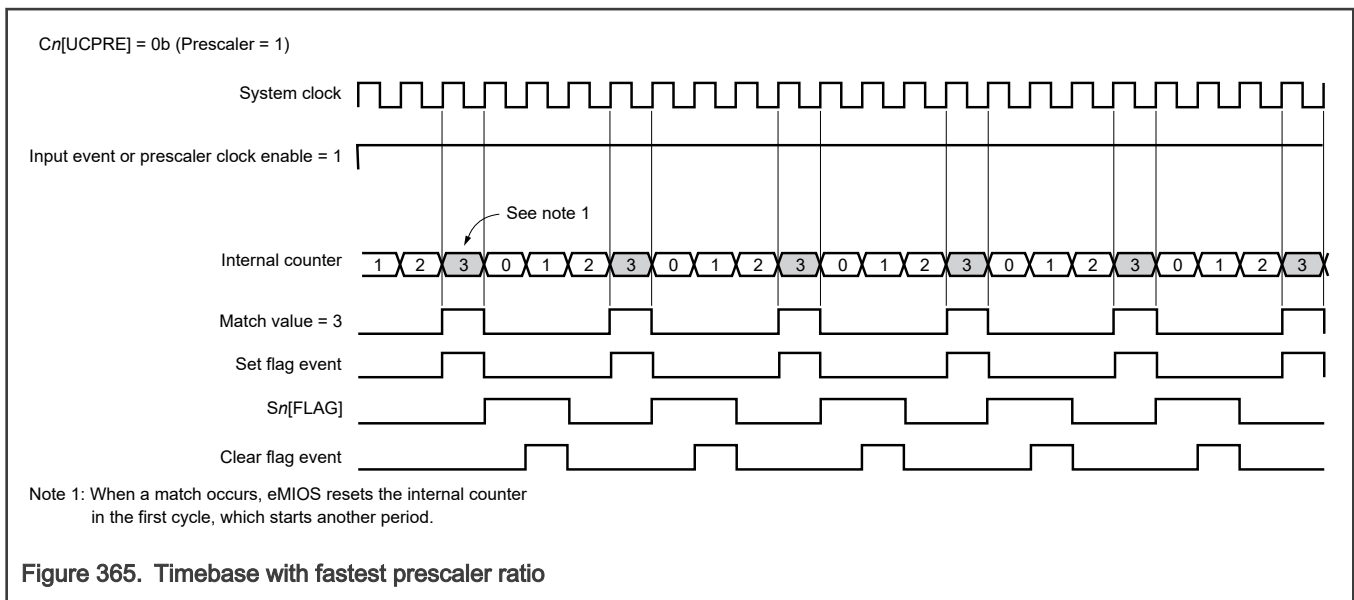 Cn[UCPRE] = 0b (Prescaler = 1)
System clock
Input event or prescaler clock enable = 1
See note 1
Internal counter 1 2 3 0 1 2 3 0 1 2 3 0 1 2 3 0 1 2 3 0 1 2 3
Match value = 3
Set flag event
Sn[FLAG]
Clear flag event
Note 1: When a match occurs, eMIOS resets the internal counter
in the first cycle, which starts another period.
Figure 365. Timebase with fastest prescaler ratio